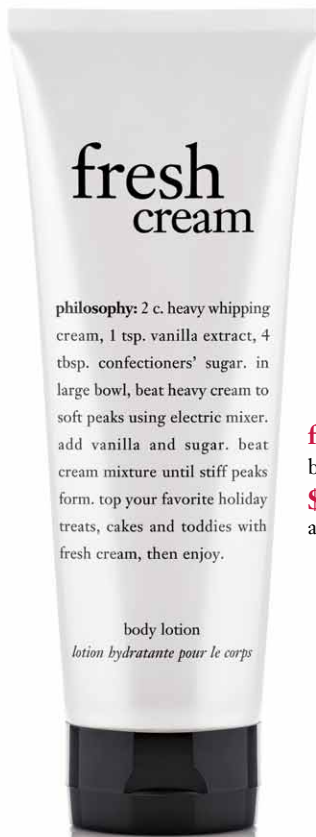 fresh
cream
philosophy: 2 c. heavy whipping
cream, 1 tsp. vanilla extract, 4
tbsp. confectioners’ sugar. in
large bowl, beat heavy cream to
soft peaks using electric mixer.
add vanilla and sugar. beat
cream mixture until stiff peaks
form. top your favorite holiday
treats, cakes and toddies with
fresh cream, then enjoy.
body lotion
lotion hydratante pour le corps
f
b
$
a